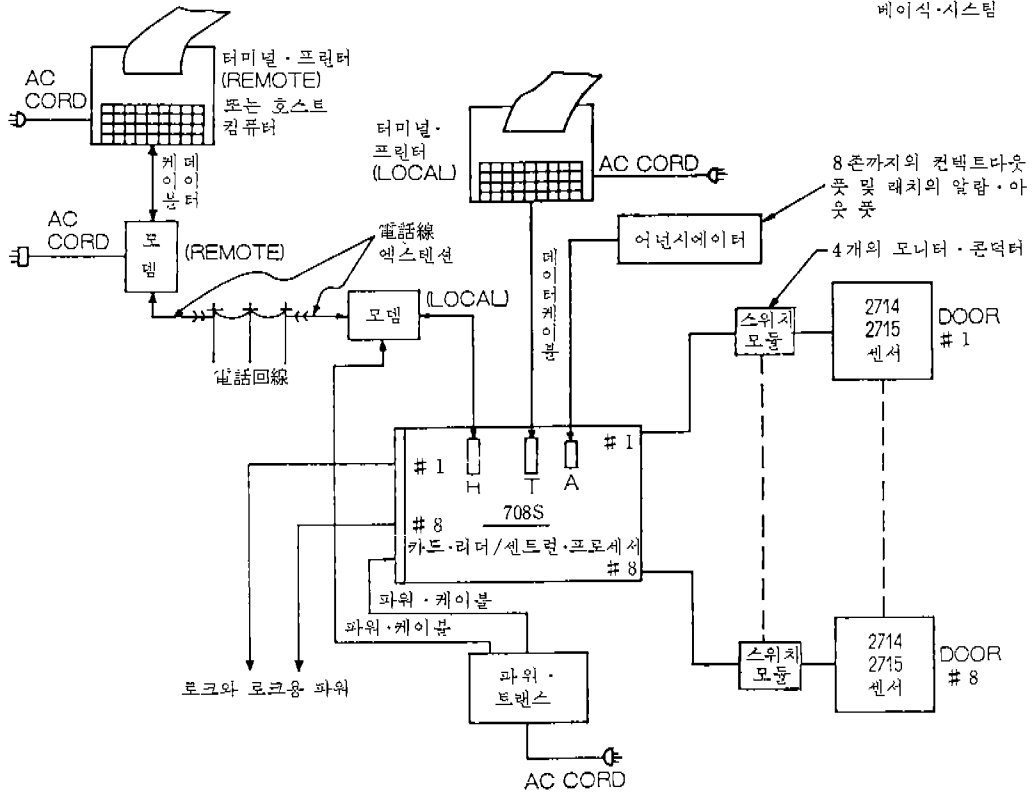 베이식·시스팀
터미널·프린터
(REMOTE)
또는 호스트
컴퓨터
AC
CORD
데이터
케이블
AC
CORD
모
뎀
(REMOTE)
電話線
엑스텐션
電話回線
모뎀
(LOCAL)
터미널·
프린터
(LOCAL)
AC CORD
데이터케이블
어넌시에이터
8존까지의 컨텍트다웃
풋 및 래치의 알람·아
웃 풋
4개의 모니터·콘덕터
스위치
모듈
2714
2715
센서
DOOR
#1
#1
H
T
A
#1
708S
#8
카드·리더/센트럴·프로세서
#8
파워·케이블
파워·케이블
로크와 로크용 파워
파워·
트랜스
AC CORD
스위치
모듈
2714
2715
센서
DOOR
#8